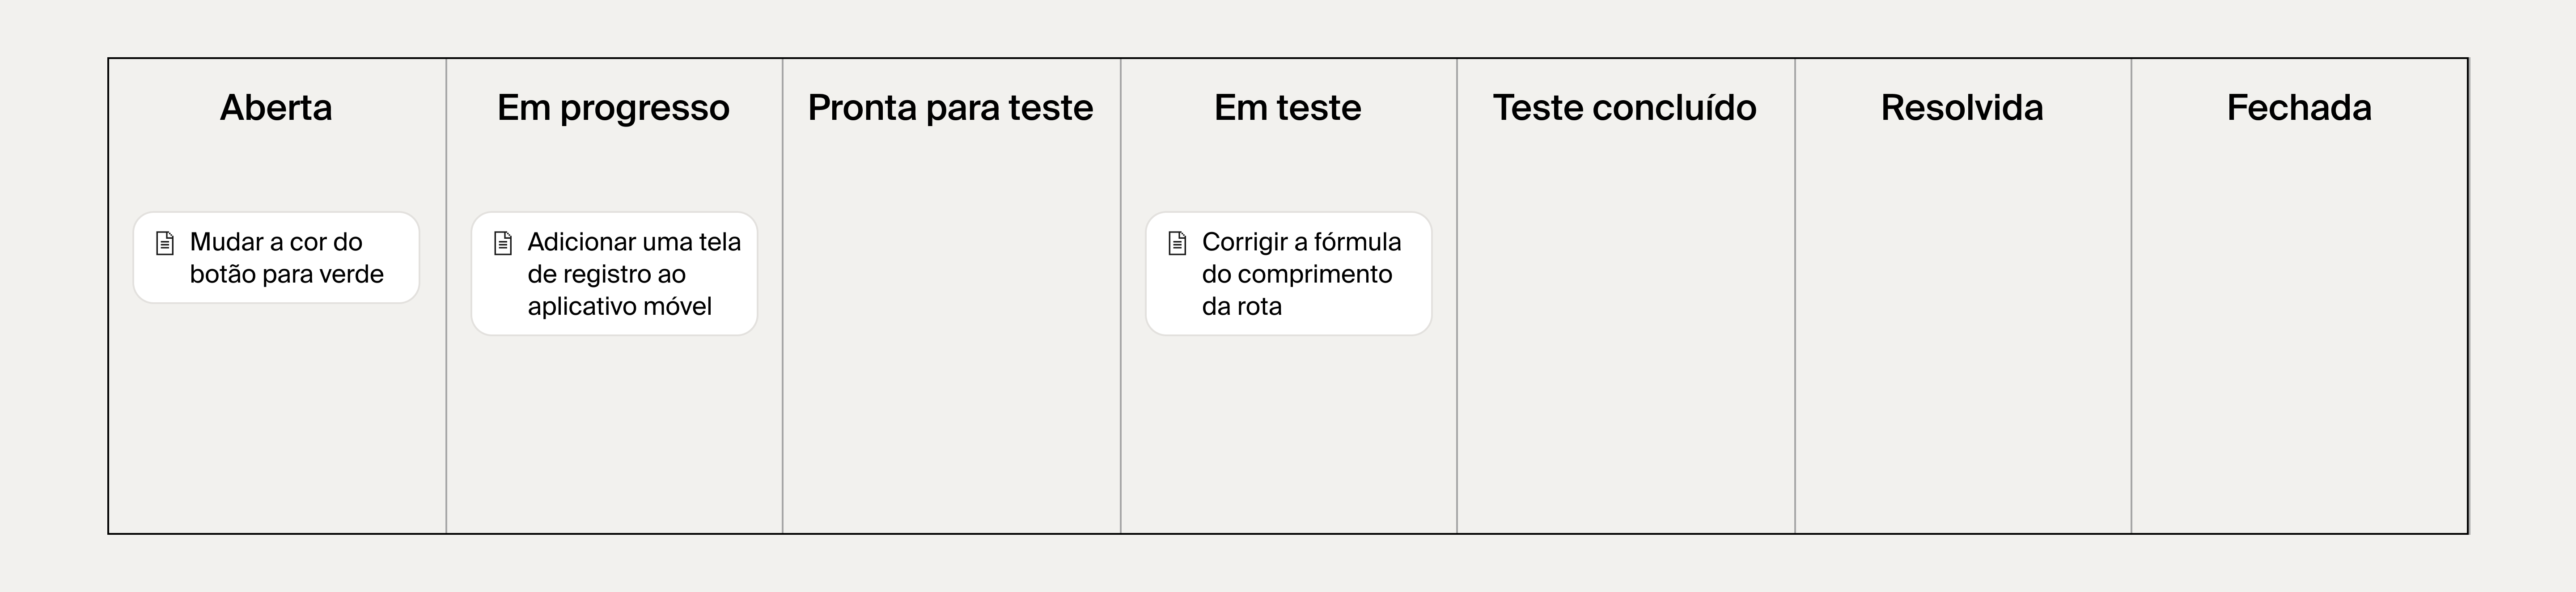 Aberta
Em progresso
Pronta para teste
Em teste
Teste concluído
Resolvida
Fechada
Mudar a cor do
botão para verde
Adicionar uma tela
de registro ao
aplicativo móvel
Corrigir a fórmula
do comprimento
da rota